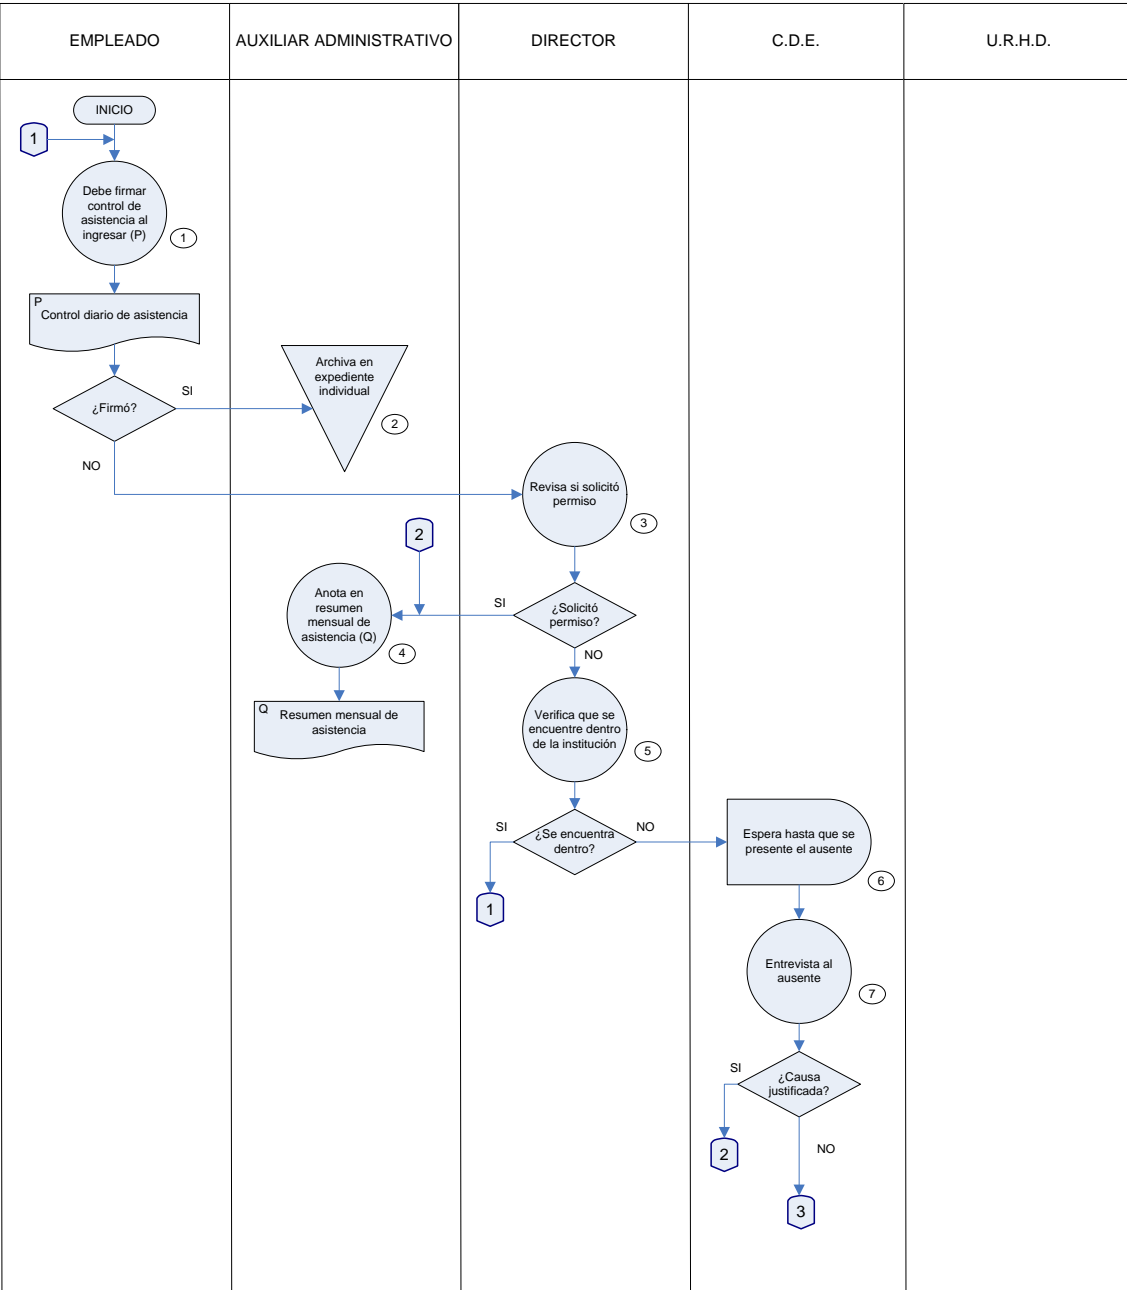 EMPLEADO
AUXILIAR ADMINISTRATIVO
DIRECTOR
C.D.E.
U.R.H.D.
INICIO
1
Debe firmar
control de
asistencia al
ingresar (P)
1
P
Control diario de asistencia
¿Firmó?
SI
NO
Archiva en
expediente
individual
2
Revisa si solicitó
permiso
3
2
¿Solicitó
permiso?
SI
NO
Anota en
resumen
mensual de
asistencia (Q)
4
Q
Resumen mensual de
asistencia
Verifica que se
encuentre dentro
de la institución
5
¿Se encuentra
dentro?
SI
NO
1
Espera hasta que se
presente el ausente
6
Entrevista al
ausente
7
¿Causa
justificada?
SI
NO
2
3